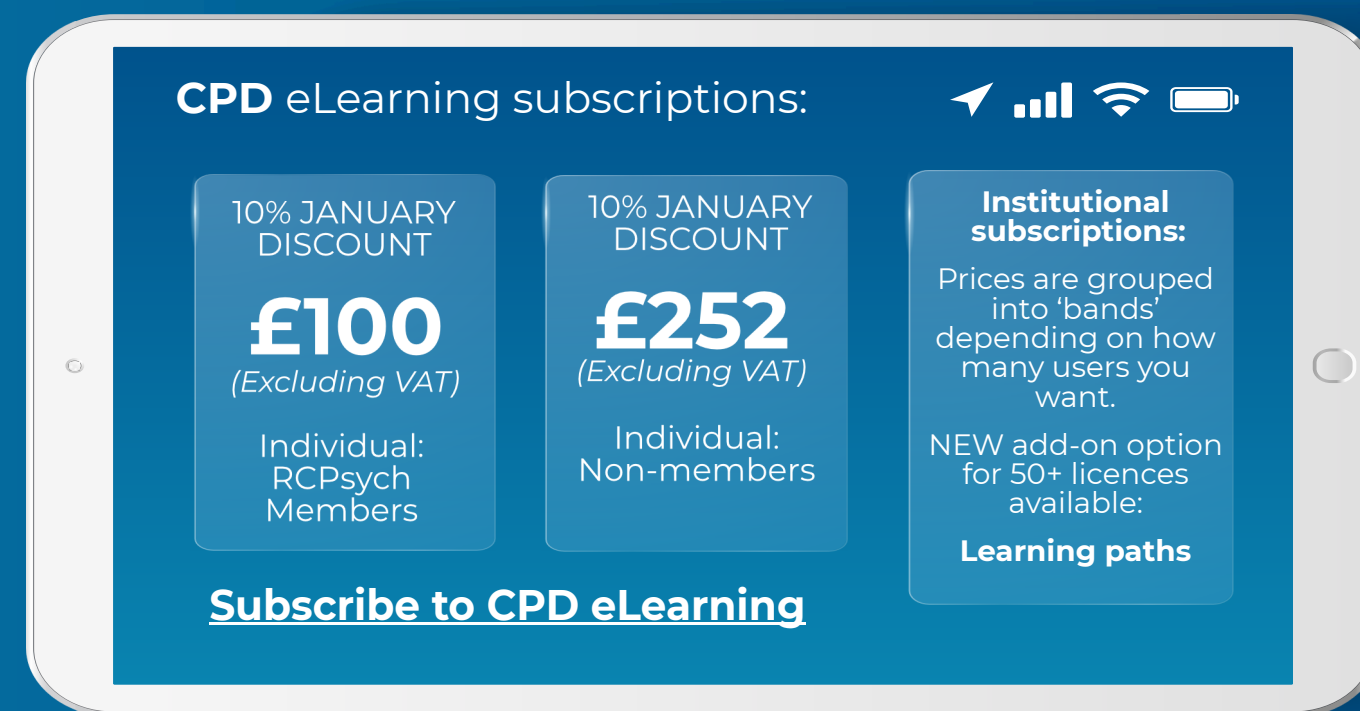 CPD eLearning subscriptions:
10% JANUARY
DISCOUNT
£100
(Excluding VAT)
Individual:
RCPsych
Members
10% JANUARY
DISCOUNT
£252
(Excluding VAT)
Individual:
Non-members
Institutional
subscriptions:
Prices are grouped
into ‘bands’
depending on how
many users you
want.
NEW add-on option
for 50+ licences
available:
Learning paths
Subscribe to CPD eLearning